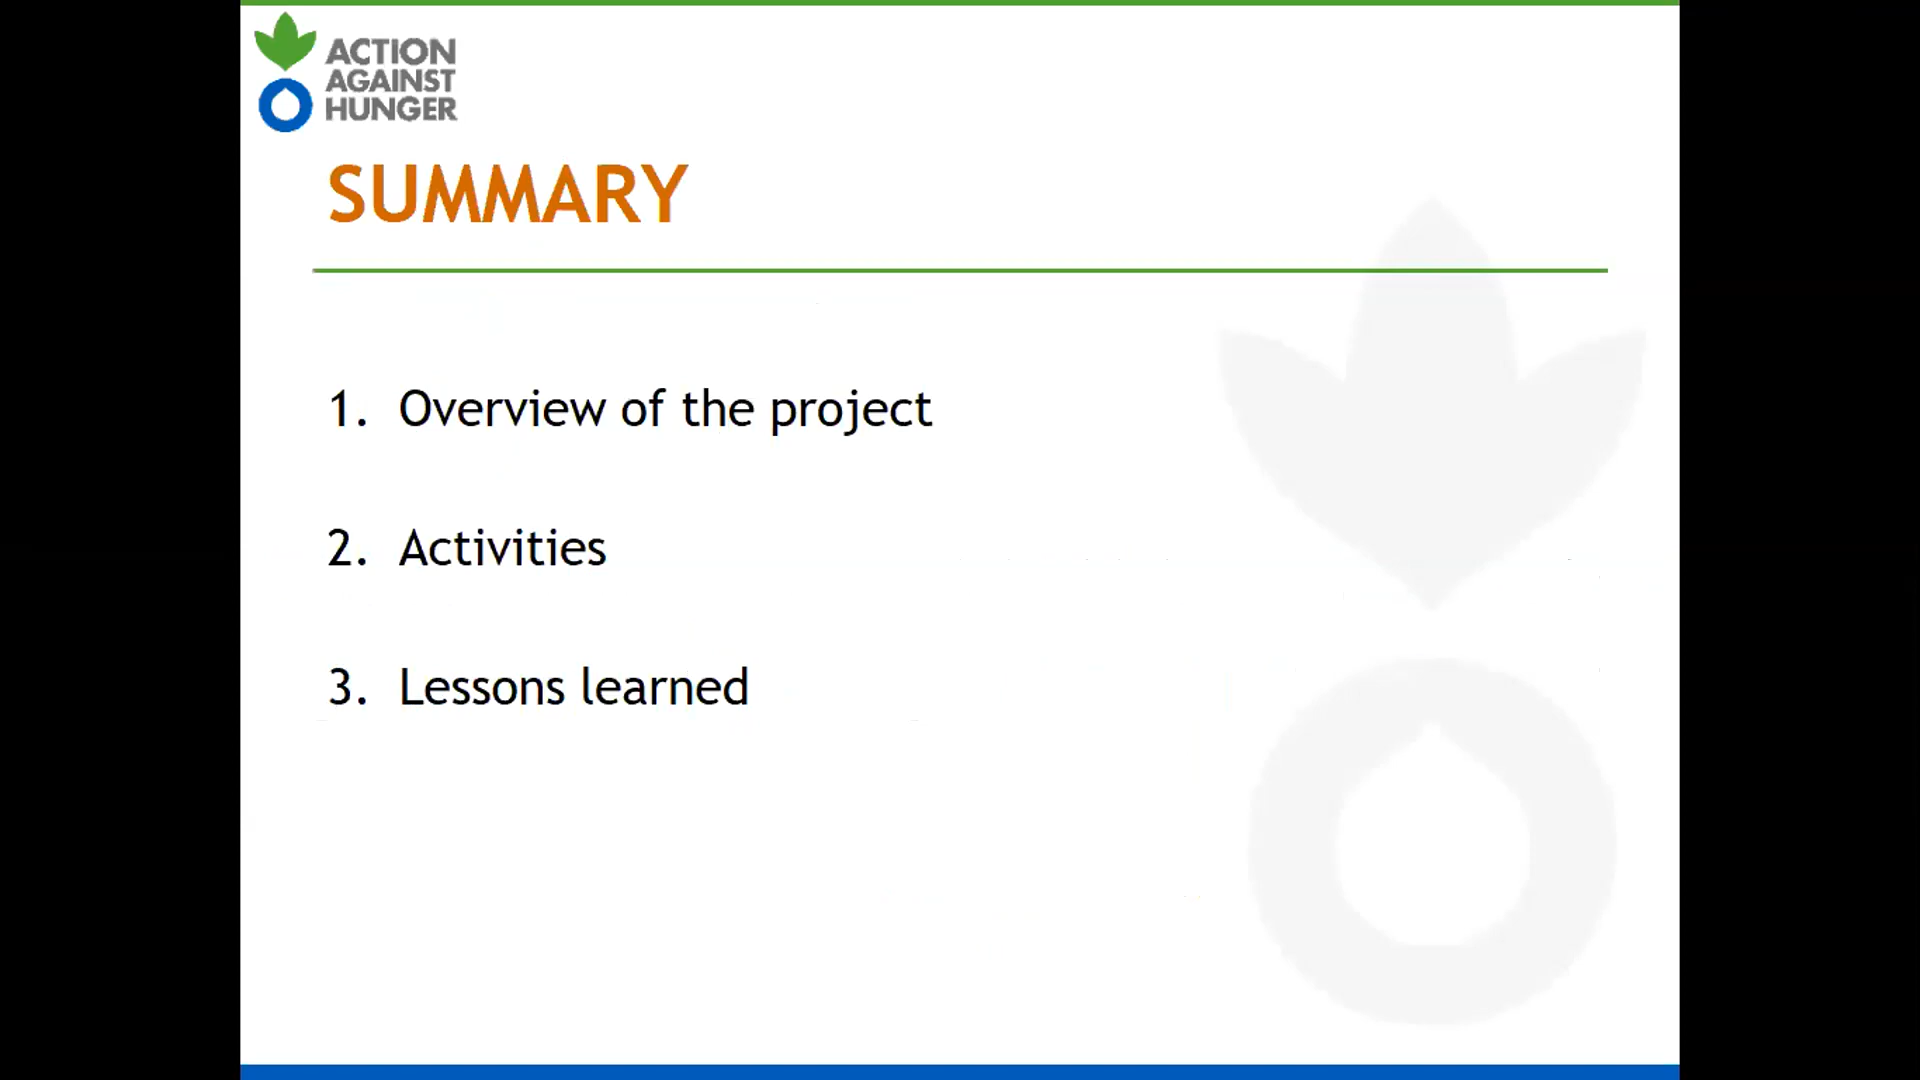 ACTION
AGAINST
HUNGER
SUMMARY
1. Overview of the project
2. Activities
3. Lessons learned